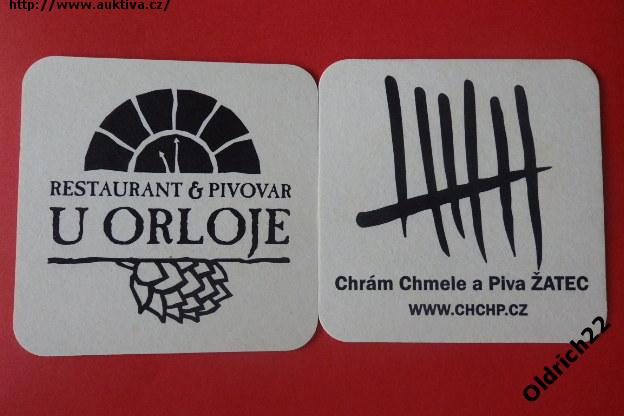 http://www.auktiva.cz/
RESTAURANT & PIVOVAR
U ORLOJE
Chrám Chmele a Piva ŽATEC
WWW.CHCHP.CZ
Oldrich22